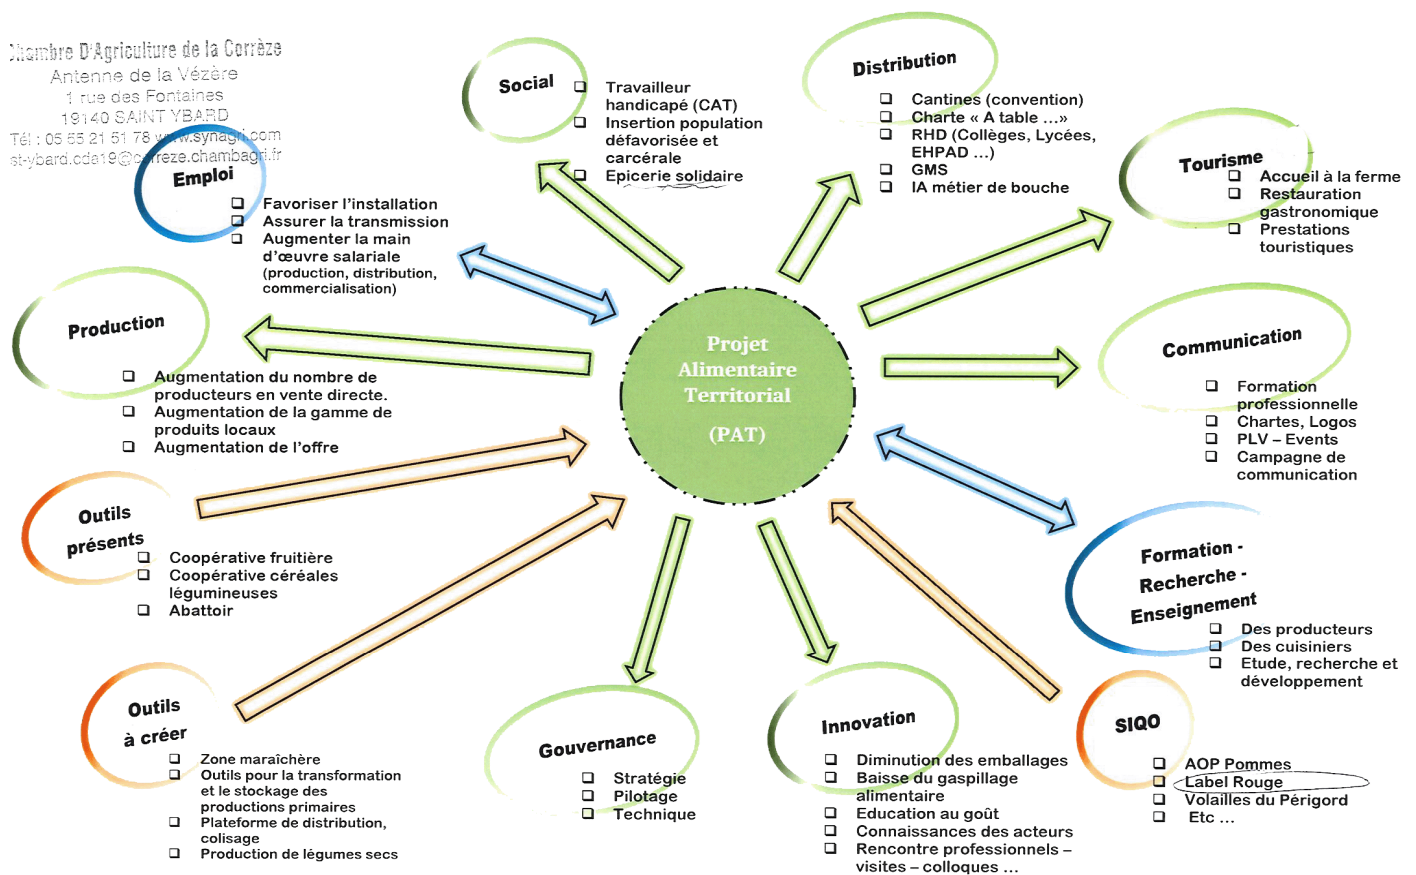 Chambre D'Agriculture de la Corrèze
Antenne de la Vézère
1 rue des Fontaines
19140 SAINT YBARD
Tél : 05 55 21 51 78 www.synagri.com
st-ybard.cda19@correze.chambagri.fr
Emploi
❑ Favoriser l'installation
❑ Assurer la transmission
❑ Augmenter la main
d'œuvre salariale
(production, distribution,
commercialisation)
Social
❑ Travailleur
handicapé (CAT)
❑ Insertion population
défavorisée et
carcérale
❑ Epicerie solidaire
Distribution
❑ Cantines (convention)
❑ Charte « A table …»
❑ RHD (Collèges, Lycées,
EHPAD …)
❑ GMS
❑ IA métier de bouche
Tourisme
❑ Accueil à la ferme
❑ Restauration
gastronomique
❑ Prestations
touristiques
Production
❑ Augmentation du nombre de
producteurs en vente directe.
❑ Augmentation de la gamme de
produits locaux
❑ Augmentation de l'offre
Projet
Alimentaire
Territorial
(PAT)
Communication
❑ Formation
professionnelle
❑ Chartes, Logos
❑ PLV – Events
❑ Campagne de
communication
Outils
présents
❑ Coopérative fruitière
❑ Coopérative céréales
légumineuses
❑ Abattoir
Formation -
Recherche -
Enseignement
❑ Des producteurs
❑ Des cuisiniers
❑ Etude, recherche et
développement
Outils
à créer
❑ Zone maraîchère
❑ Outils pour la transformation
et le stockage des
productions primaires
❑ Plateforme de distribution,
colisage
❑ Production de légumes secs
Gouvernance
❑ Stratégie
❑ Pilotage
❑ Technique
Innovation
❑ Diminution des emballages
❑ Baisse du gaspillage
alimentaire
❑ Education au goût
❑ Connaissances des acteurs
❑ Rencontre professionnels –
visites – colloques …
SIQO
❑ AOP Pommes
❑ Label Rouge
❑ Volailles du Périgord
❑ Etc …